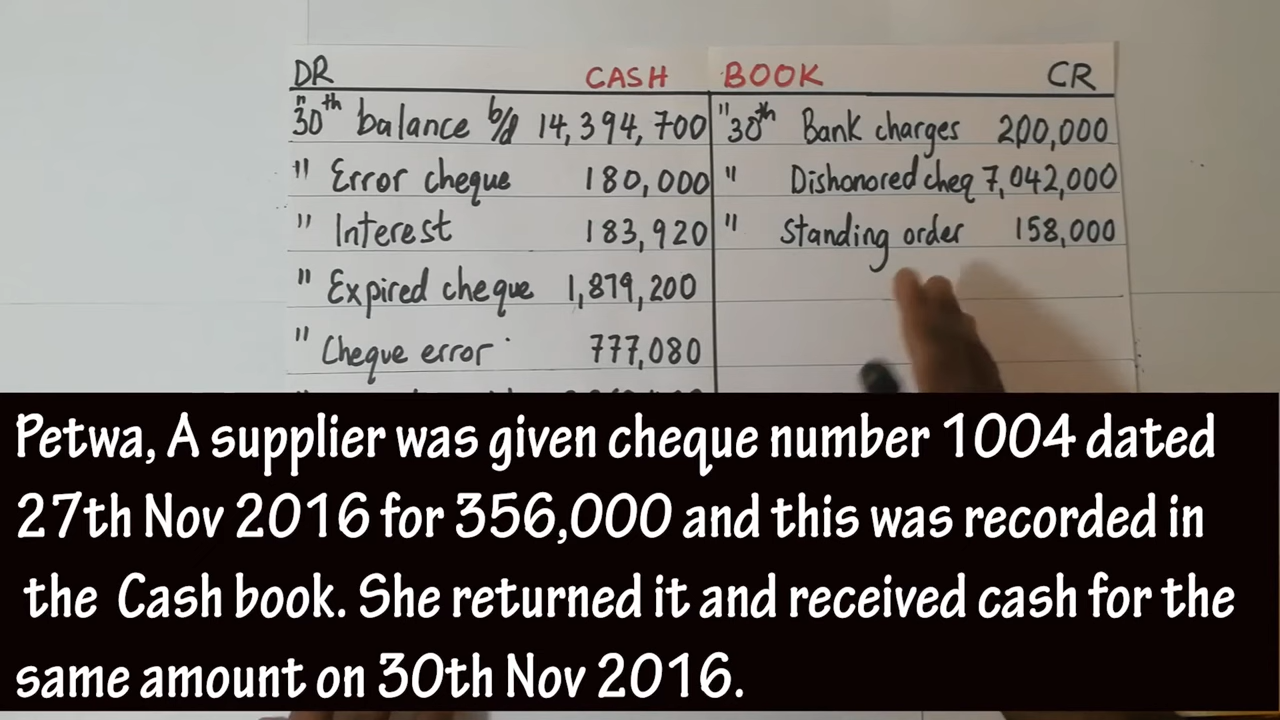 DR CASH BOOK CR
"30th balance b/d 14,394,700 "30th Bank charges 200,000
" Error cheque 180,000 " Dishonored cheq 7,042,000
" Interest 183,920 " Standing order 158,000
" Expired cheque 1,879,200
" Cheque error 777,080
Petwa, A supplier was given cheque number 1004 dated
27th Nov 2016 for 356,000 and this was recorded in
the Cash book. She returned it and received cash for the
same amount on 30th Nov 2016.